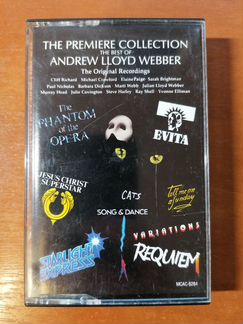 THE PREMIERE COLLECTION
THE BEST OF
ANDREW LLOYD WEBBER
The Original Recordings
Cliff Richard Michael Crawford Elaine Paige Sarah Brightman
Paul Nicholas Barbara Dickson Marti Webb Julian Lloyd Webber
Murray Head Julie Covington Steve Harley Ray Shell Yvonne Elliman
The
PHANTOM
of the
OPERA
EVITA
JESUS CHRIST
SUPERSTAR
CATS
tell me on
a sunday
SONG & DANCE
VARIATIONS
STARLIGHT
EXPRESS
REQUIEM
MCAC-6284